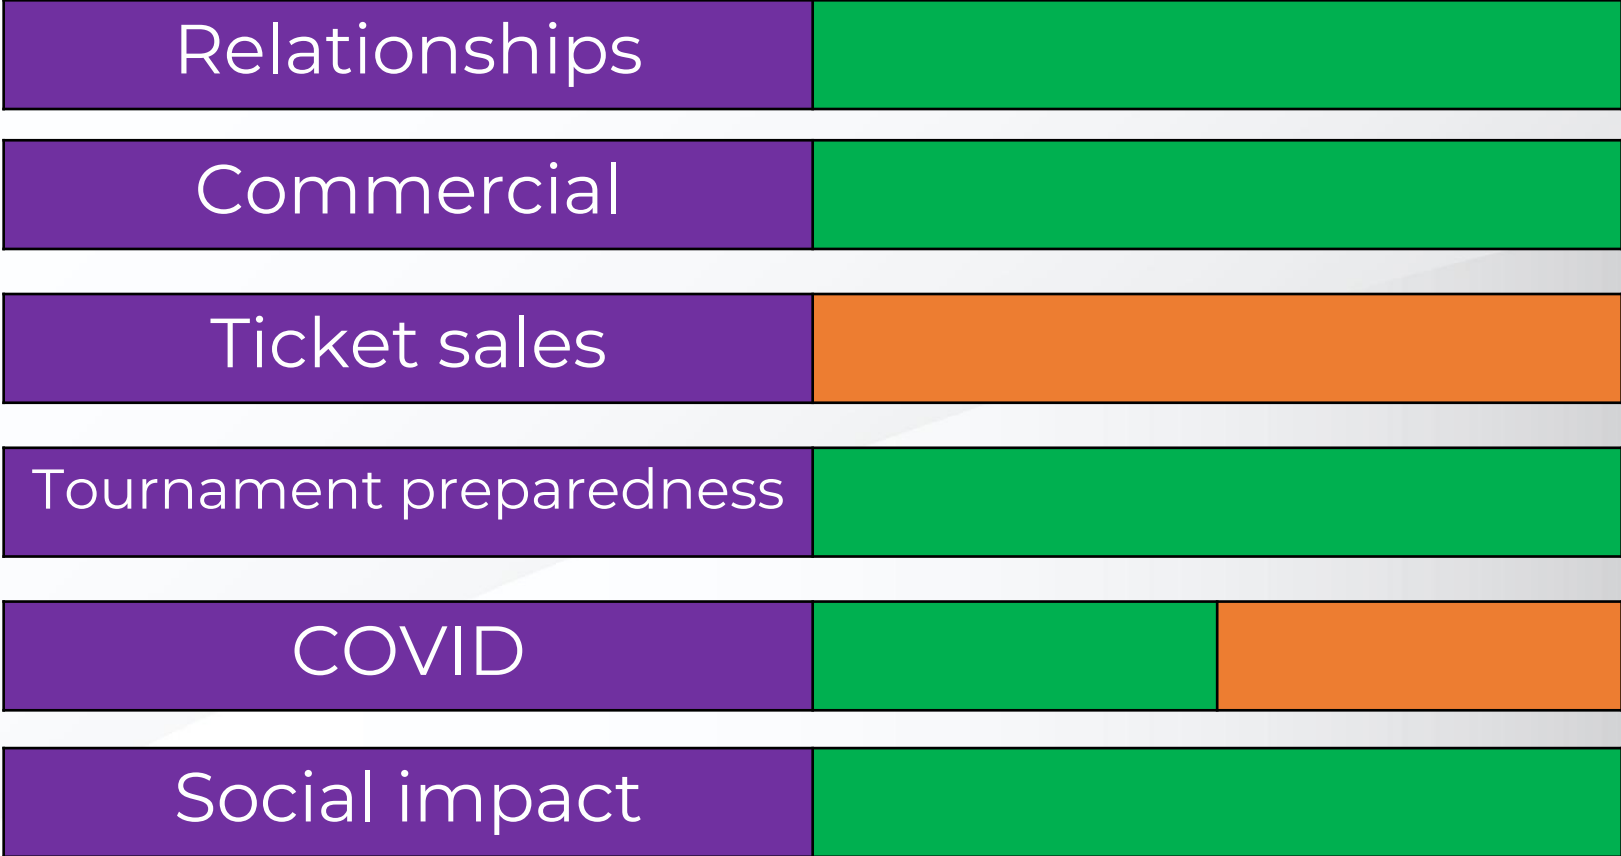 Relationships
Commercial
Ticket sales
Tournament preparedness
COVID
Social impact